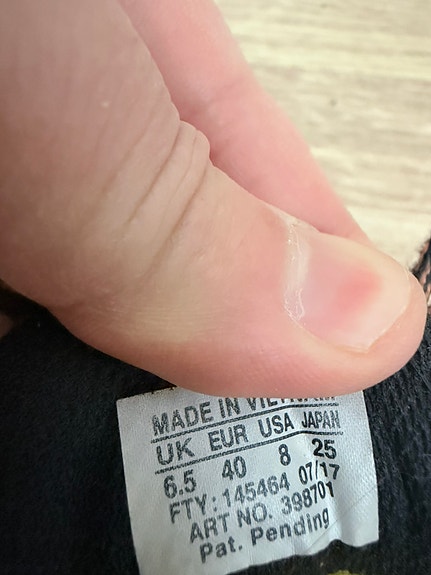 MADE IN VIETNAM
UK EUR USA JAPAN
6.5 40 8 25
FTY: 145464 07/17
ART NO. 398701
Pat. Pending